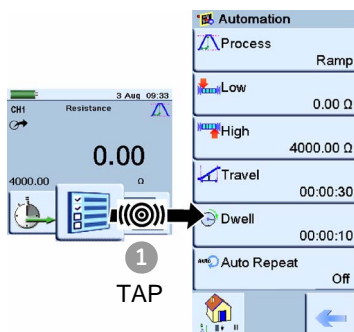 3 Aug 09:33
CH1 Resistance
0.00
4000.00 Ω
1
TAP
Automation
Process
Ramp
Low
0.00 Ω
High
4000.00 Ω
Travel
00:00:30
Dwell
00:00:10
Auto Repeat
Off